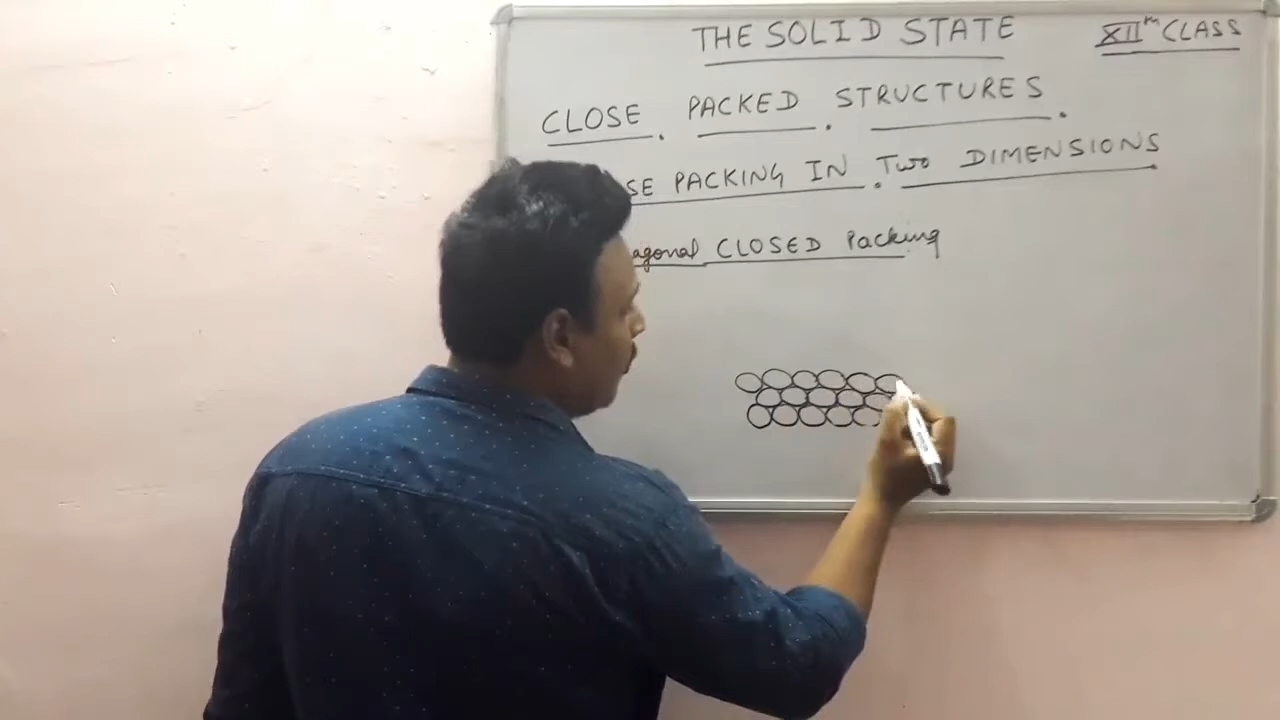 THE SOLID STATE
XIIth CLASS
CLOSE PACKED STRUCTURES.
SE PACKING IN TWO DIMENSIONS
agonal CLOSED Packing